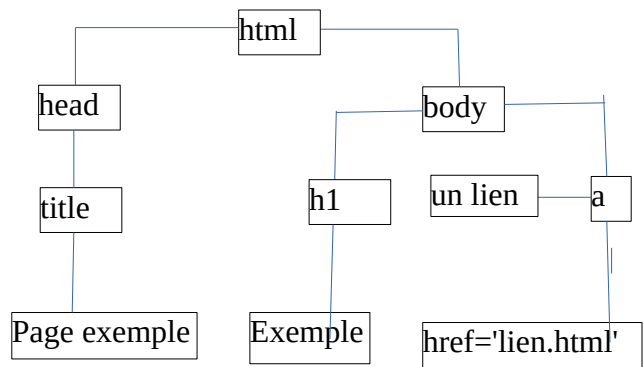 html
head
body
title
h1
un lien
a
Page exemple
Exemple
href='lien.html'